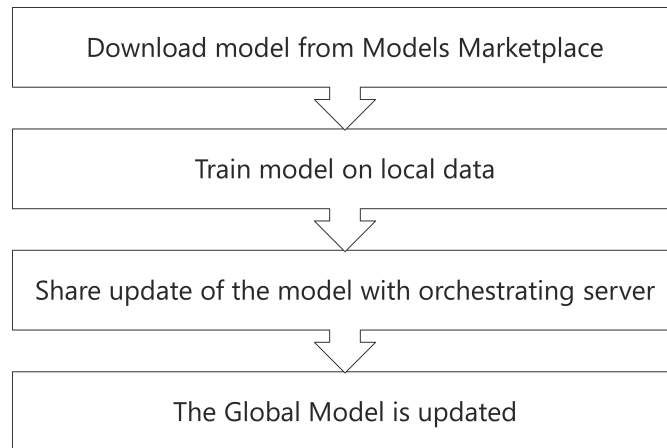 Download model from Models Marketplace
Train model on local data
Share update of the model with orchestrating server
The Global Model is updated